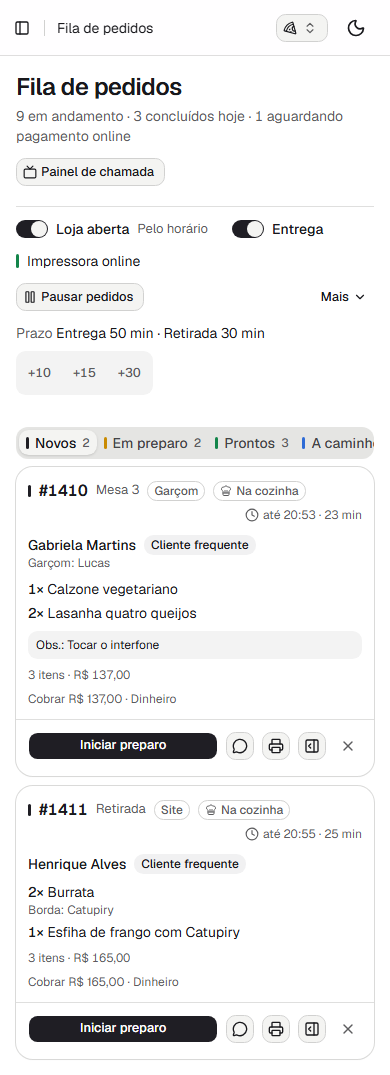 Fila de pedidos
Fila de pedidos
9 em andamento · 3 concluídos hoje · 1 aguardando
pagamento online
Painel de chamada
Loja aberta Pelo horário Entrega
Impressora online
Pausar pedidos Mais
Prazo Entrega 50 min · Retirada 30 min
+10 +15 +30
Novos 2 Em preparo 2 Prontos 3 A caminho
#1410 Mesa 3 Garçom Na cozinha
até 20:53 · 23 min
Gabriela Martins Cliente frequente
Garçom: Lucas
1× Calzone vegetariano
2× Lasanha quatro queijos
Obs.: Tocar o interfone
3 itens · R$ 137,00
Cobrar R$ 137,00 · Dinheiro
Iniciar preparo
#1411 Retirada Site Na cozinha
até 20:55 · 25 min
Henrique Alves Cliente frequente
2× Burrata
Borda: Catupiry
1× Esfiha de frango com Catupiry
3 itens · R$ 165,00
Cobrar R$ 165,00 · Dinheiro
Iniciar preparo